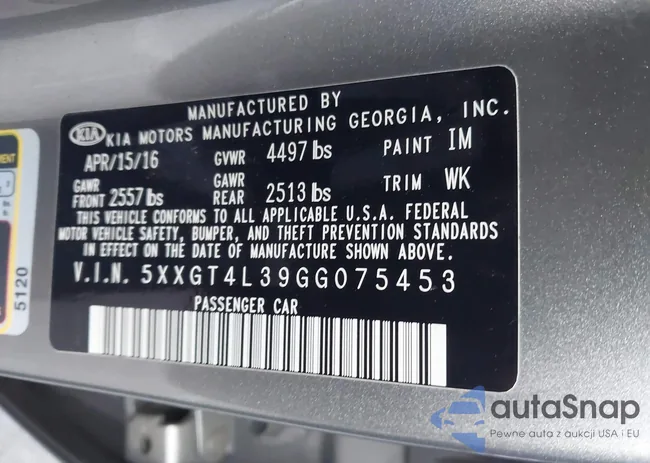 MANUFACTURED BY
KIA KIA MOTORS MANUFACTURING GEORGIA, INC.
APR/15/16 GVWR 4497 lbs PAINT IM
GAWR FRONT 2557 lbs GAWR REAR 2513 lbs TRIM WK
THIS VEHICLE CONFORMS TO ALL APPLICABLE U.S.A. FEDERAL
MOTOR VEHICLE SAFETY, BUMPER, AND THEFT PREVENTION STANDARDS
IN EFFECT ON THE DATE OF MANUFACTURE SHOWN ABOVE.
V.I.N. 5XXGT4L39GG075453
PASSENGER CAR
5120
autaSnap
Pewne auta z aukcji USA i EU